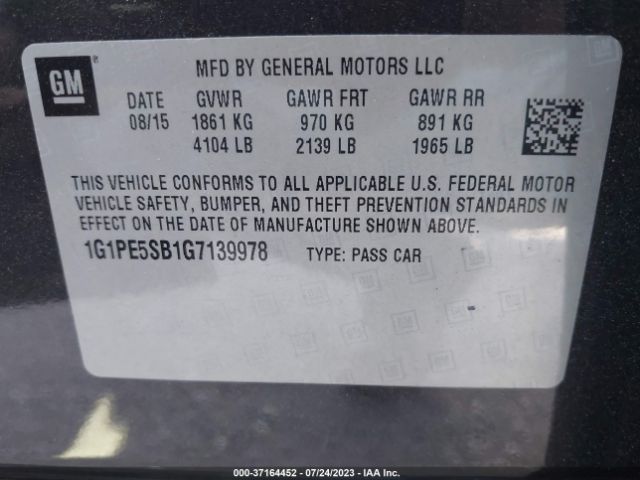 GM ®
MFD BY GENERAL MOTORS LLC
DATE GVWR GAWR FRT GAWR RR
08/15 1861 KG 970 KG 891 KG
4104 LB 2139 LB 1965 LB
THIS VEHICLE CONFORMS TO ALL APPLICABLE U.S. FEDERAL MOTOR
VEHICLE SAFETY, BUMPER, AND THEFT PREVENTION STANDARDS IN
EFFECT ON THE DATE OF MANUFACTURE SHOWN ABOVE.
1G1PE5SB1G7139978 TYPE: PASS CAR
000-37164452 - 07/24/2023 - IAA Inc.